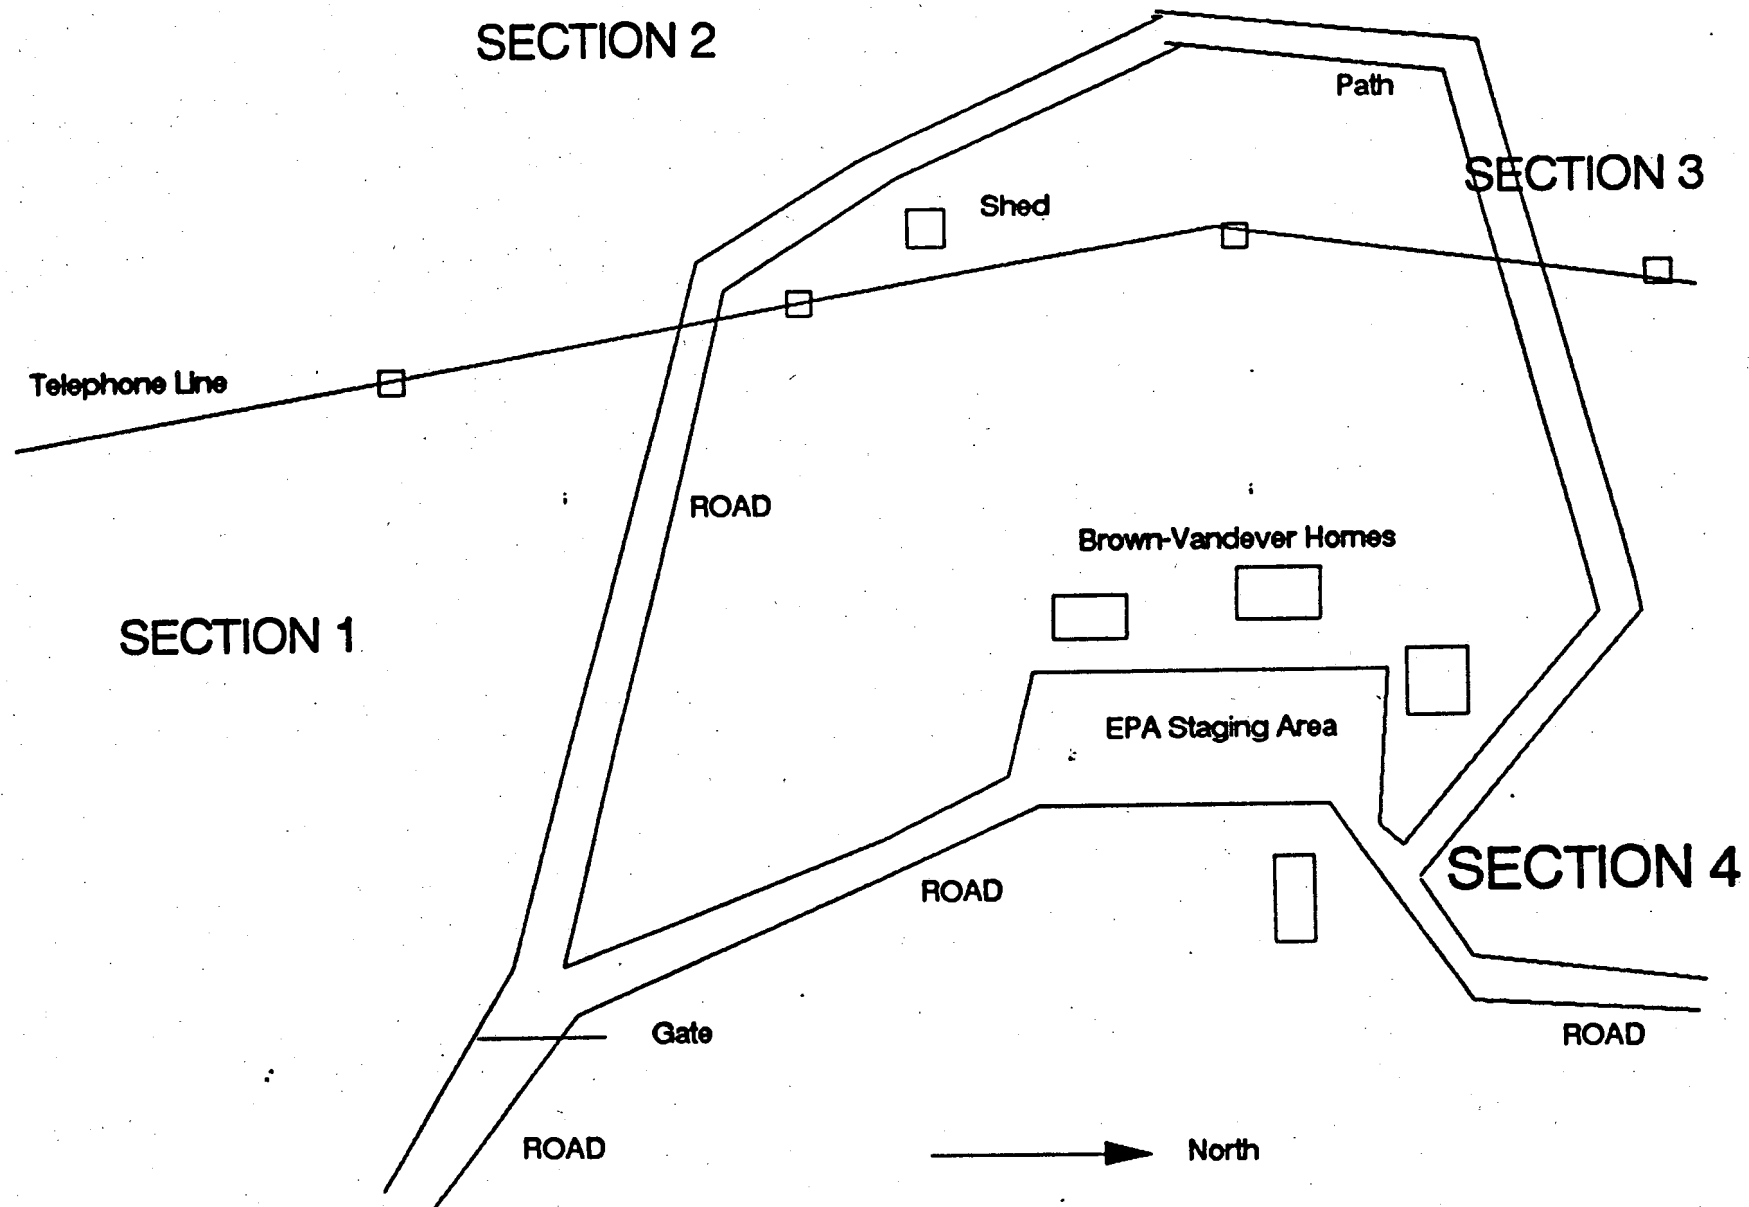 SECTION 2
Path
SECTION 3
Shed
Telephone Line
ROAD
Brown-Vandever Homes
SECTION 1
EPA Staging Area
SECTION 4
ROAD
Gate
ROAD
ROAD
North